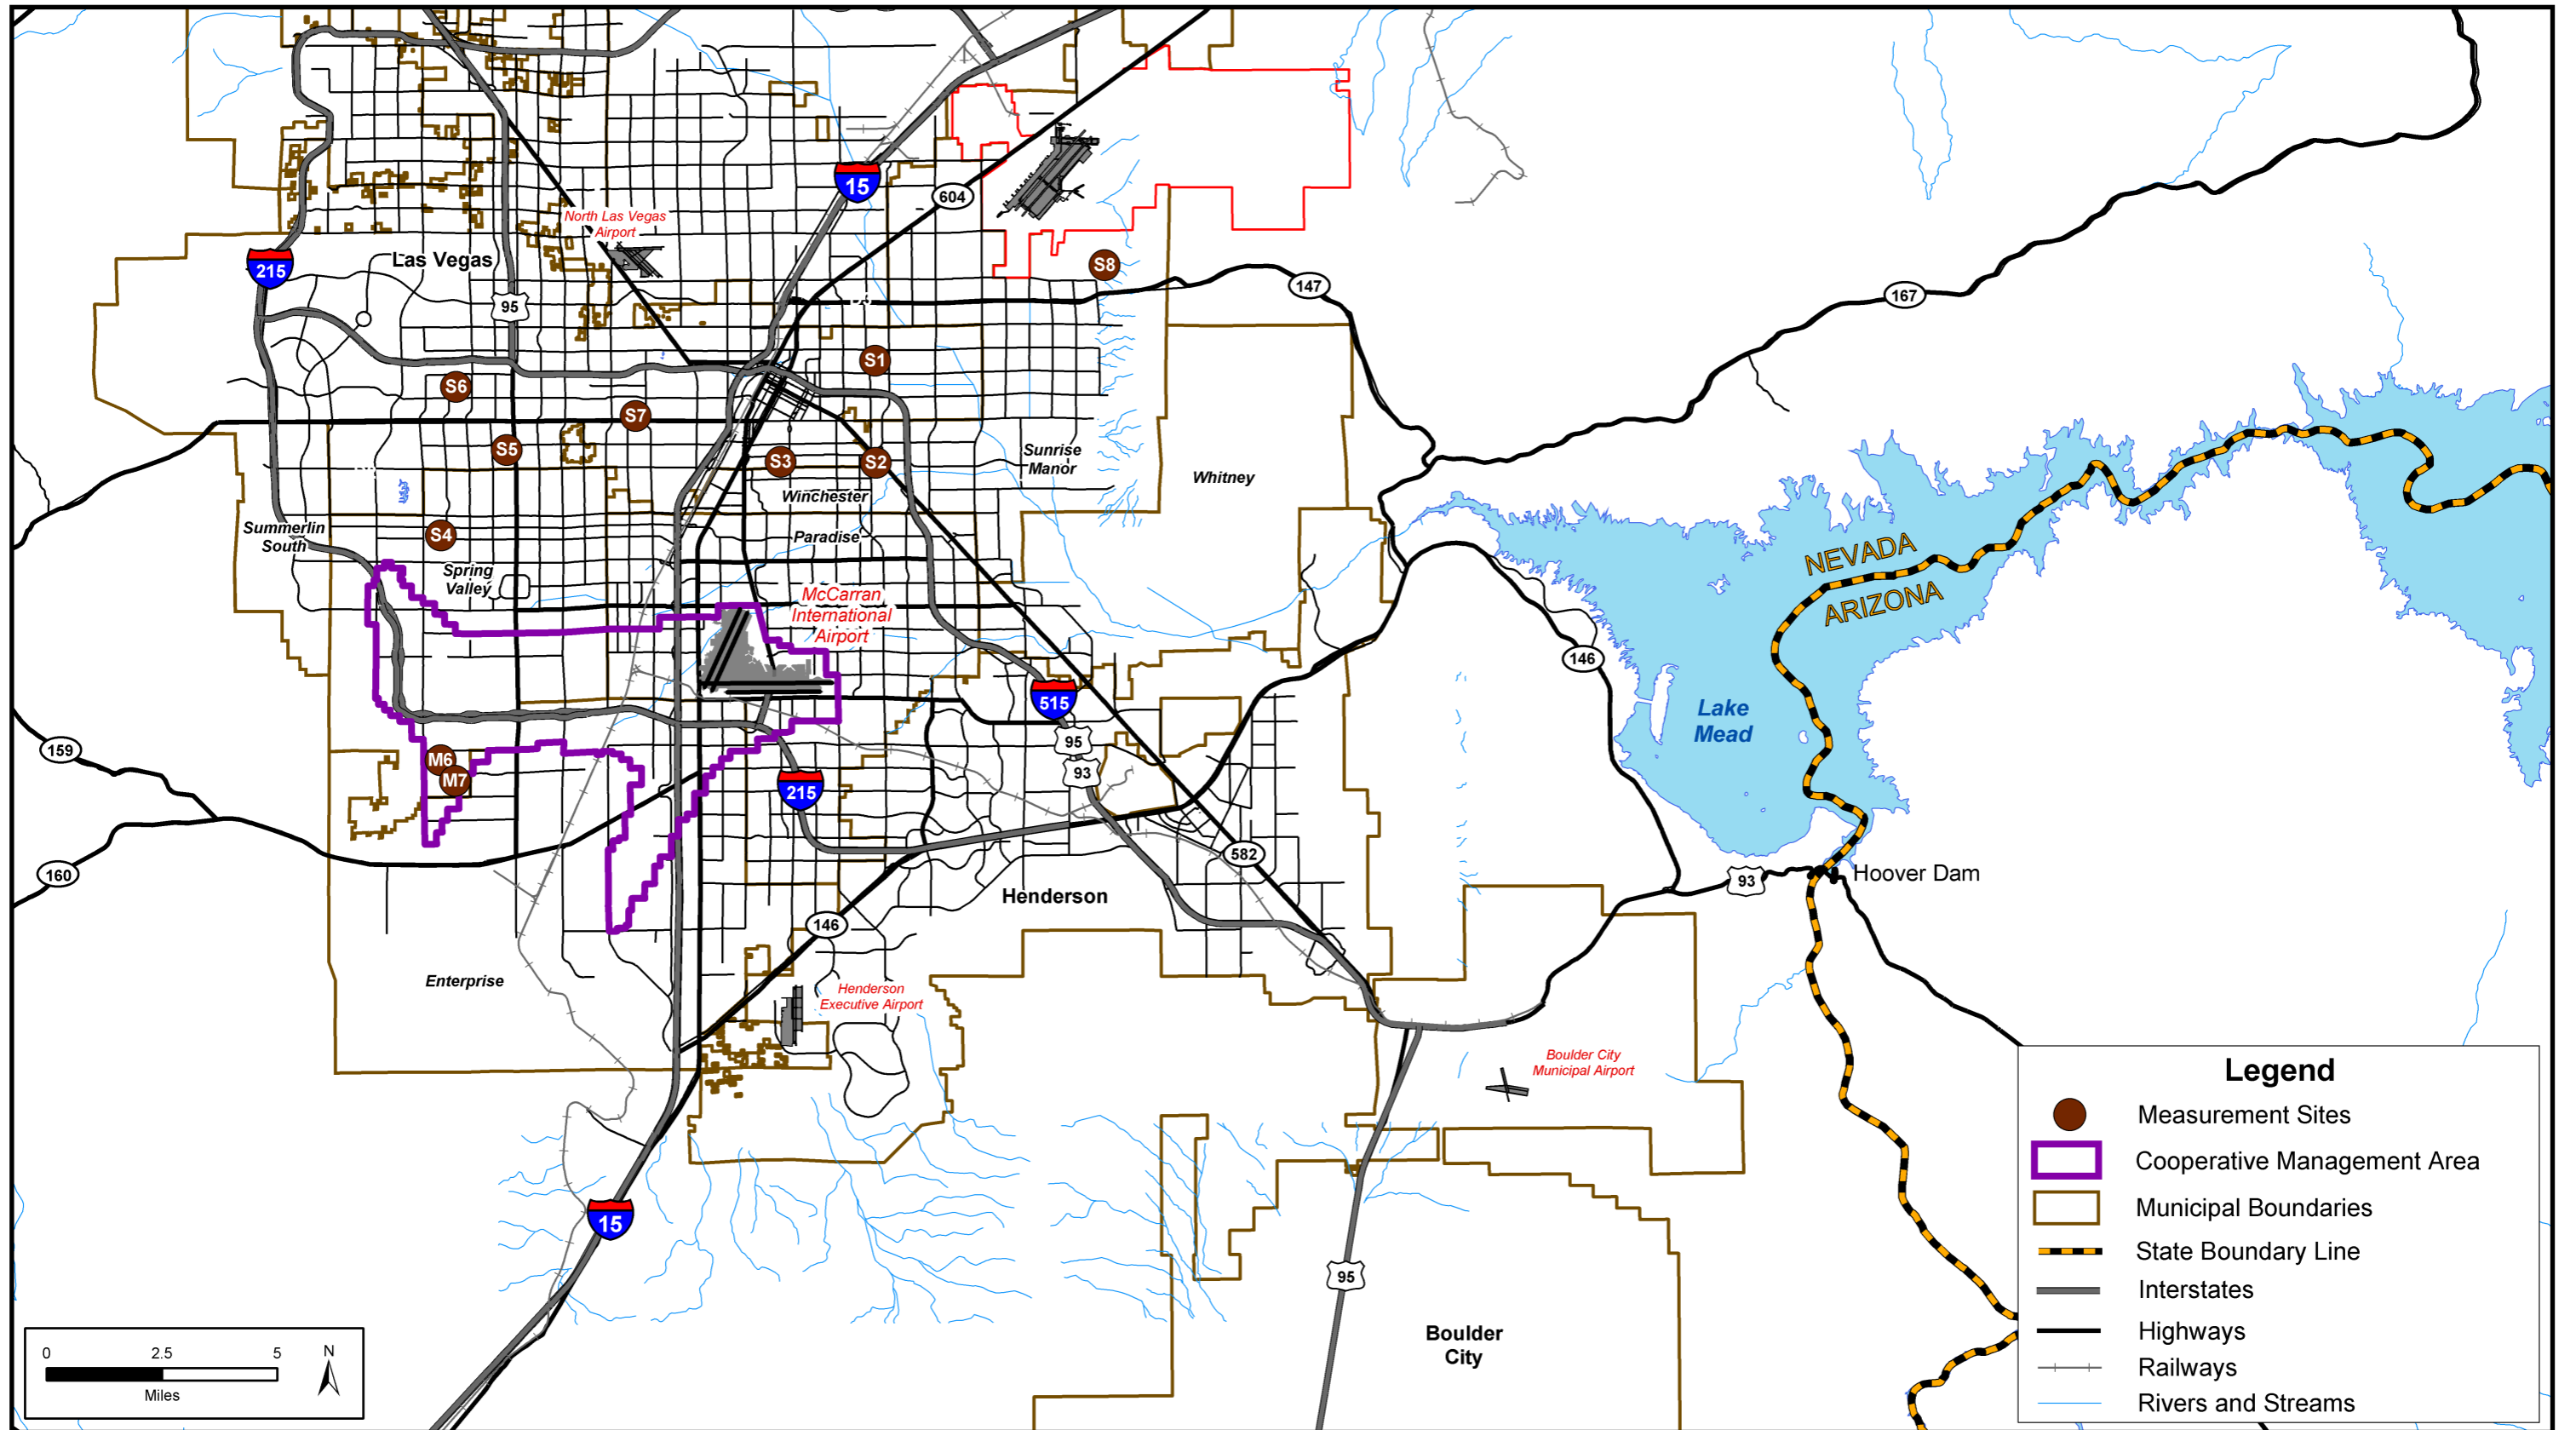 15
604
North Las Vegas
Airport
Las Vegas
215
S8
147
95
167
S1
S6
S7
S5
S3
S2
Sunrise
Manor
Whitney
Winchester
Summerlin
South
S4
Paradise
NEVADA
ARIZONA
Spring
Valley
McCarran
International
Airport
146
515
Lake
Mead
95
159
M6
M7
93
215
582
160
93
Hoover Dam
Henderson
146
Enterprise
Henderson
Executive Airport
Boulder City
Municipal Airport
15
95
Boulder
City
Legend
Measurement Sites
Cooperative Management Area
Municipal Boundaries
State Boundary Line
Interstates
Highways
Railways
Rivers and Streams
0 2.5 5
Miles
N